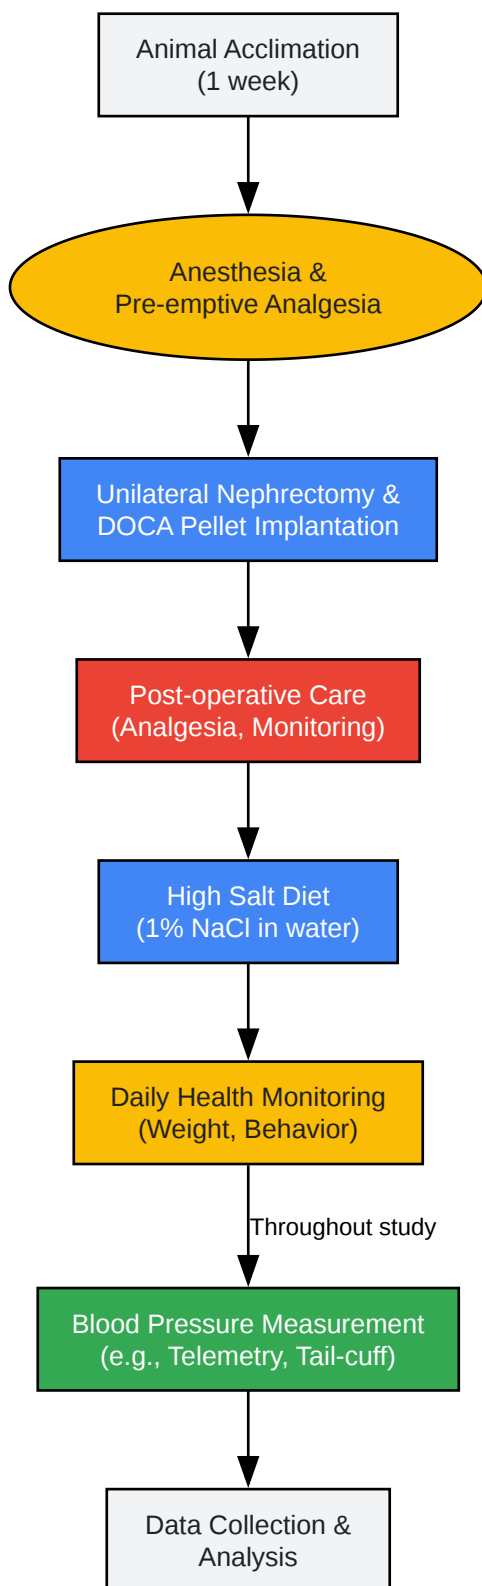 Animal Acclimation
(1 week)
Anesthesia &
Pre-emptive Analgesia
Unilateral Nephrectomy &
DOCA Pellet Implantation
Post-operative Care
(Analgesia, Monitoring)
High Salt Diet
(1% NaCl in water)
Daily Health Monitoring
(Weight, Behavior)
Throughout study
Blood Pressure Measurement
(e.g., Telemetry, Tail-cuff)
Data Collection &
Analysis